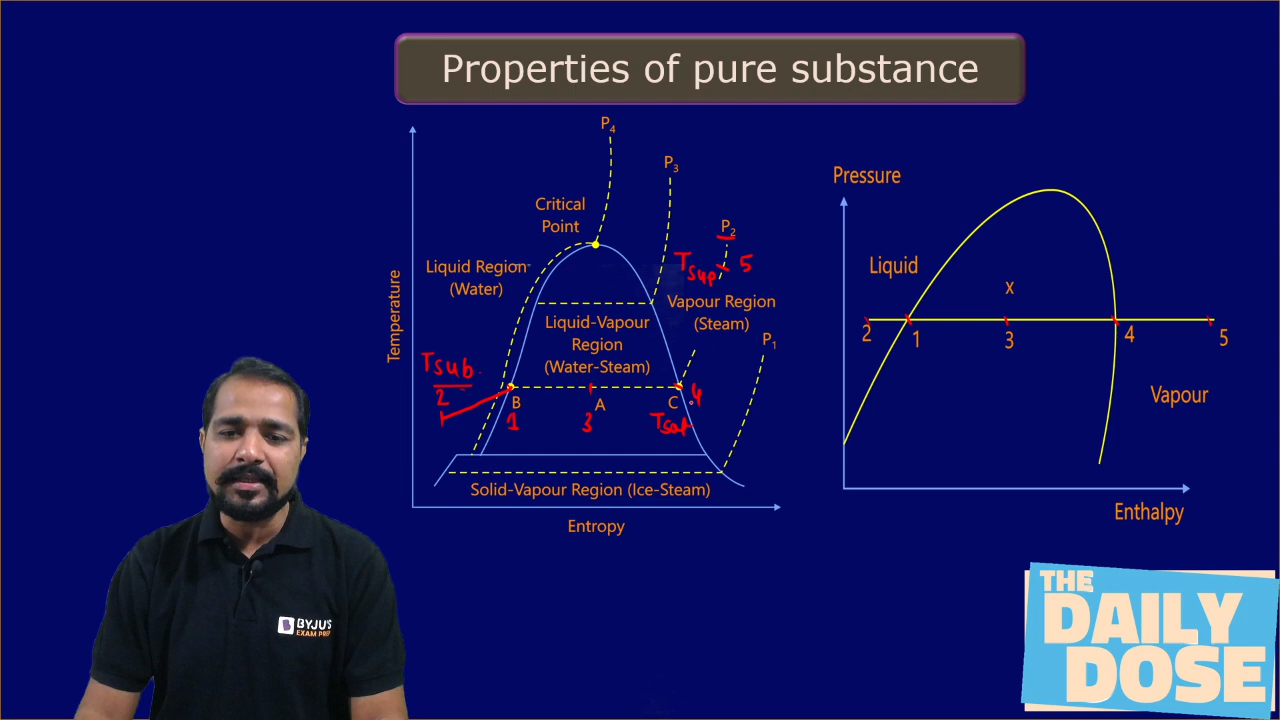 Properties of pure substance
P4
P3
P2
P1
Critical
Point
Liquid Region
(Water)
Tsup
5
Vapour Region
(Steam)
Liquid-Vapour
Region
(Water-Steam)
Temperature
Tsub
2
B
A
C
4
1
3
Tsat
Solid-Vapour Region (Ice-Steam)
Entropy
Pressure
Liquid
x
2
1
3
4
5
Vapour
Enthalpy
BYJU'S
EXAM PREP
THE
DAILY
DOSE